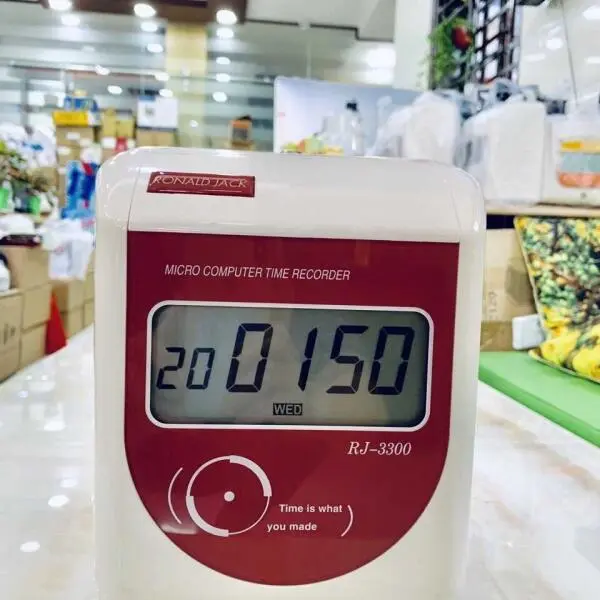 RONALD JACK
MICRO COMPUTER TIME RECORDER
20 0150
WED
RJ-3300
Time is what
you made